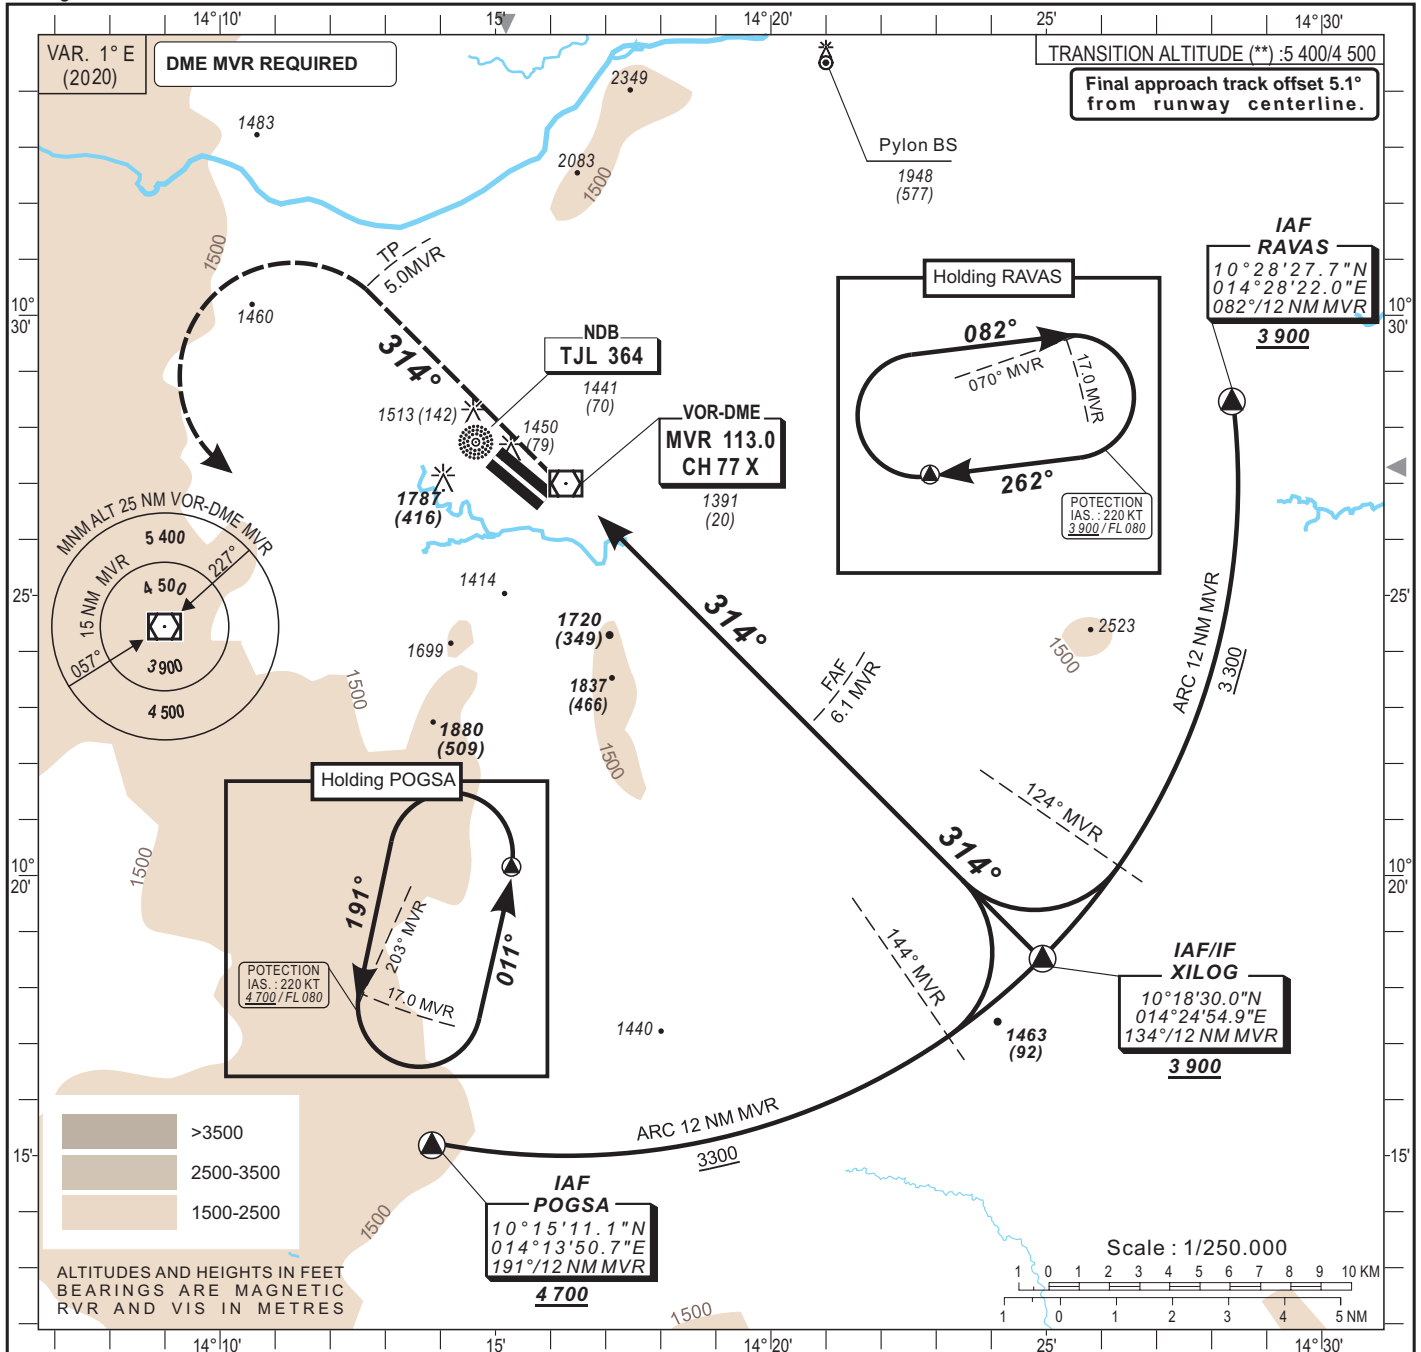 14°10'
15'
14°20'
25'
14°30'
VAR. 1° E
(2020)
DME MVR REQUIRED
TRANSITION ALTITUDE (**) :5 400/4 500
Final approach track offset 5.1°
from runway centerline.
2349
1483
2083
1500
Pylon BS
1948
(577)
1500
TP
5.0MVR
IAF
RAVAS
10°28'27.7"N
014°28'22.0"E
082°/12 NM MVR
3 900
Holding RAVAS
082°
070° MVR
17.0 MVR
262°
POTECTION
IAS. : 220 KT
3 900 / FL 080
10°
30'
10°
30'
1460
314°
NDB
TJL 364
1441
(70)
1513 (142)
1450
(79)
VOR-DME
MVR 113.0
CH 77 X
1391
(20)
1787
(416)
MNM ALT 25 NM VOR-DME MVR
5 400
15 NM MVR
4 500
227°
057°
3 900
4 500
1414
25'
25'
1720
(349)
314°
ARC 12 NM MVR
3 300
2523
1500
1699
1500
1837
(466)
FAF
6.1 MVR
1880
(509)
1500
Holding POGSA
191°
203° MVR
011°
17.0 MVR
POTECTION
IAS. : 220 KT
4 700 / FL 080
124° MVR
314°
1500
10°
20'
10°
20'
144° MVR
IAF/IF
XILOG
10°18'30.0"N
014°24'54.9"E
134°/12 NM MVR
3 900
1440
1463
(92)
ARC 12 NM MVR
3300
>3500
2500-3500
1500-2500
15'
15'
1500
IAF
POGSA
10°15'11.1"N
014°13'50.7"E
191°/12 NM MVR
4 700
ALTITUDES AND HEIGHTS IN FEET
BEARINGS ARE MAGNETIC
RVR AND VIS IN METRES
1500
Scale : 1/250.000
1 0 1 2 3 4 5 6 7 8 9 10 KM
1 0 1 2 3 4 5 NM
14°10'
15'
14°20'
25'
14°30'